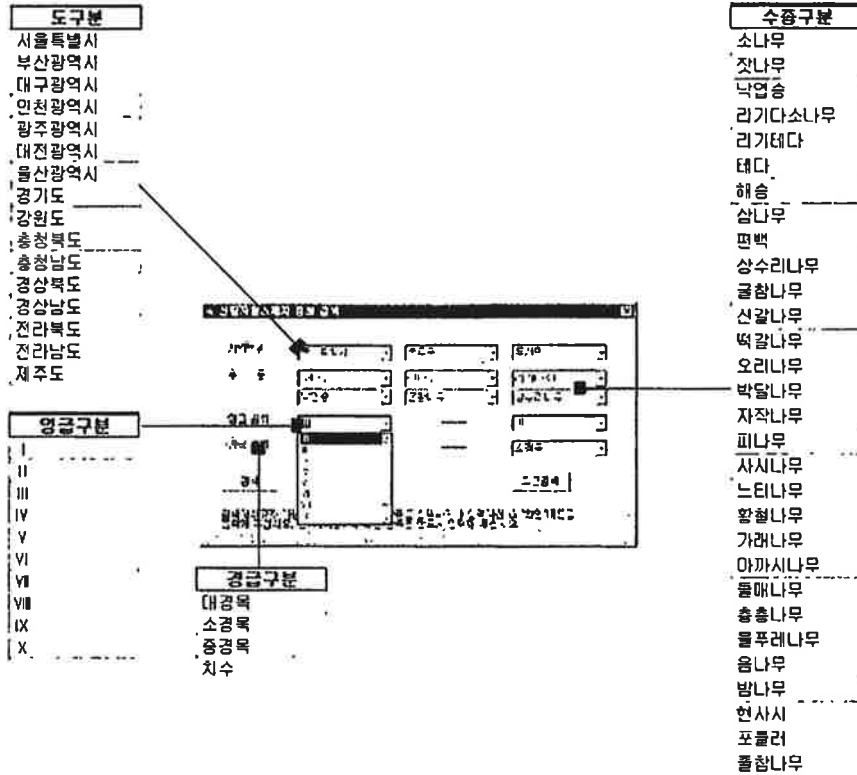 도구분
서울특별시
부산광역시
대구광역시
인천광역시
광주광역시
대전광역시
울산광역시
경기도
강원도
충청북도
충청남도
경상북도
경상남도
전라북도
전라남도
제주도
영급구분
I
II
III
IV
V
VI
VII
VIII
IX
X
경급구분
대경목
소경목
중경목
치수
수종구분
소나무
잣나무
낙엽송
리기다소나무
리기테다
테다
해송
삼나무
편백
상수리나무
굴참나무
신갈나무
떡갈나무
오리나무
박달나무
자작나무
피나무
사시나무
느티나무
황철나무
가래나무
아까시나무
들매나무
층층나무
물푸레나무
음나무
밤나무
현사시
포플러
졸참나무